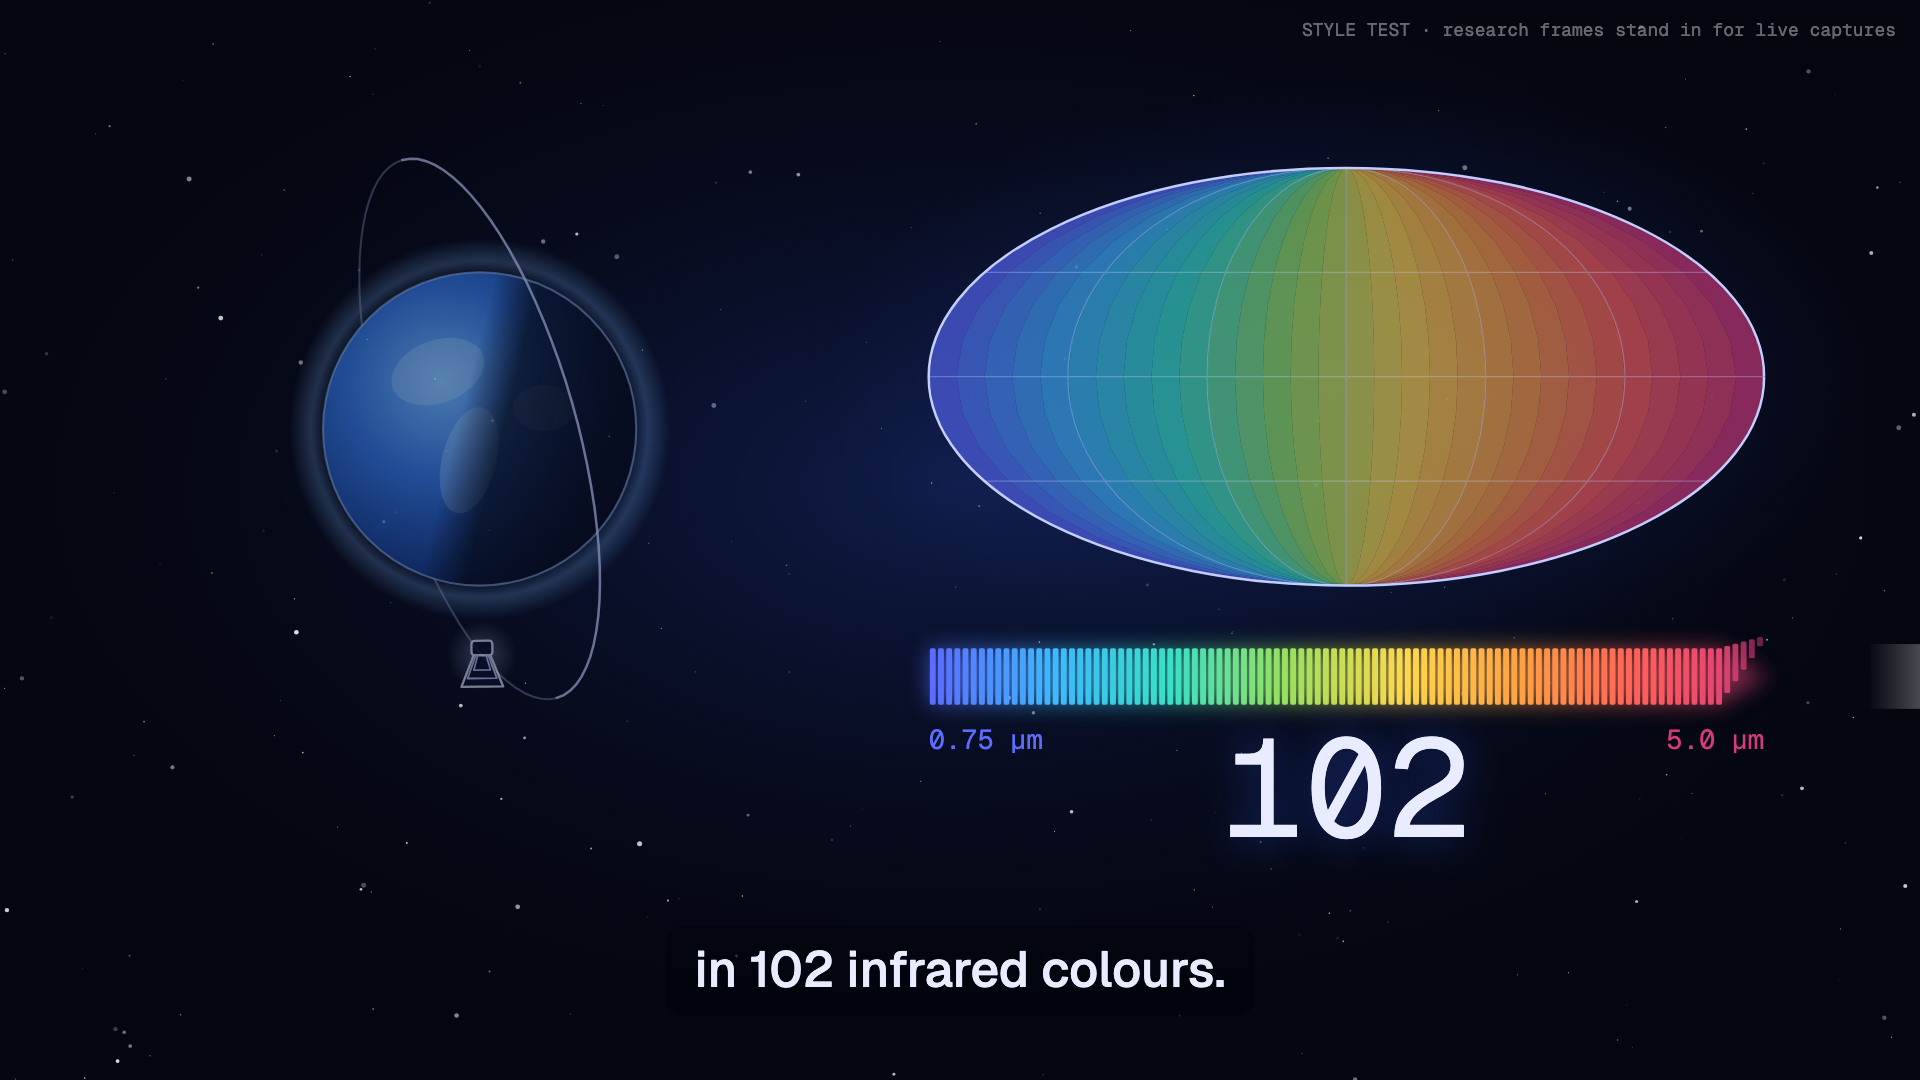 STYLE TEST · research frames stand in for live captures
0.75 µm
5.0 µm
102
in 102 infrared colours.